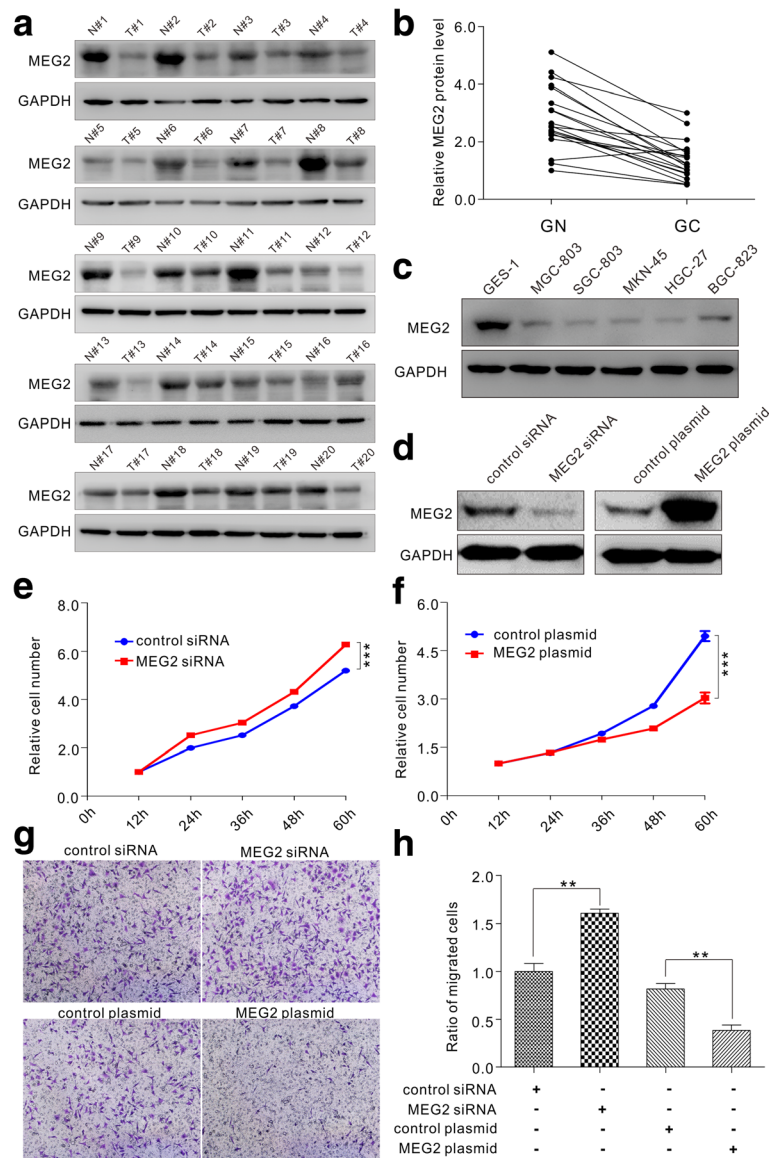 a
N#1 T#1 N#2 T#2 N#3 T#3 N#4 T#4
MEG2
GAPDH
N#5 T#5 N#6 T#6 N#7 T#7 N#8 T#8
MEG2
GAPDH
N#9 T#9 N#10 T#10 N#11 T#11 N#12 T#12
MEG2
GAPDH
N#13 T#13 N#14 T#14 N#15 T#15 N#16 T#16
MEG2
GAPDH
N#17 T#17 N#18 T#18 N#19 T#19 N#20 T#20
MEG2
GAPDH
b
Relative MEG2 protein level
6.0
4.0
2.0
0.0
GN GC
c
GES-1 MGC-803 SGC-803 MKN-45 HGC-27 BGC-823
MEG2
GAPDH
d
control siRNA MEG2 siRNA control plasmid MEG2 plasmid
MEG2
GAPDH
e
Relative cell number
8.0
6.0
4.0
2.0
0.0
control siRNA
MEG2 siRNA
***
0h 12h 24h 36h 48h 60h
f
Relative cell number
6.0
4.5
3.0
1.5
0.0
control plasmid
MEG2 plasmid
***
0h 12h 24h 36h 48h 60h
g
control siRNA MEG2 siRNA
control plasmid MEG2 plasmid
h
Ratio of migrated cells
2.0
1.5
1.0
0.5
0.0
**
**
control siRNA + - - -
MEG2 siRNA - + - -
control plasmid - - + -
MEG2 plasmid - - - +